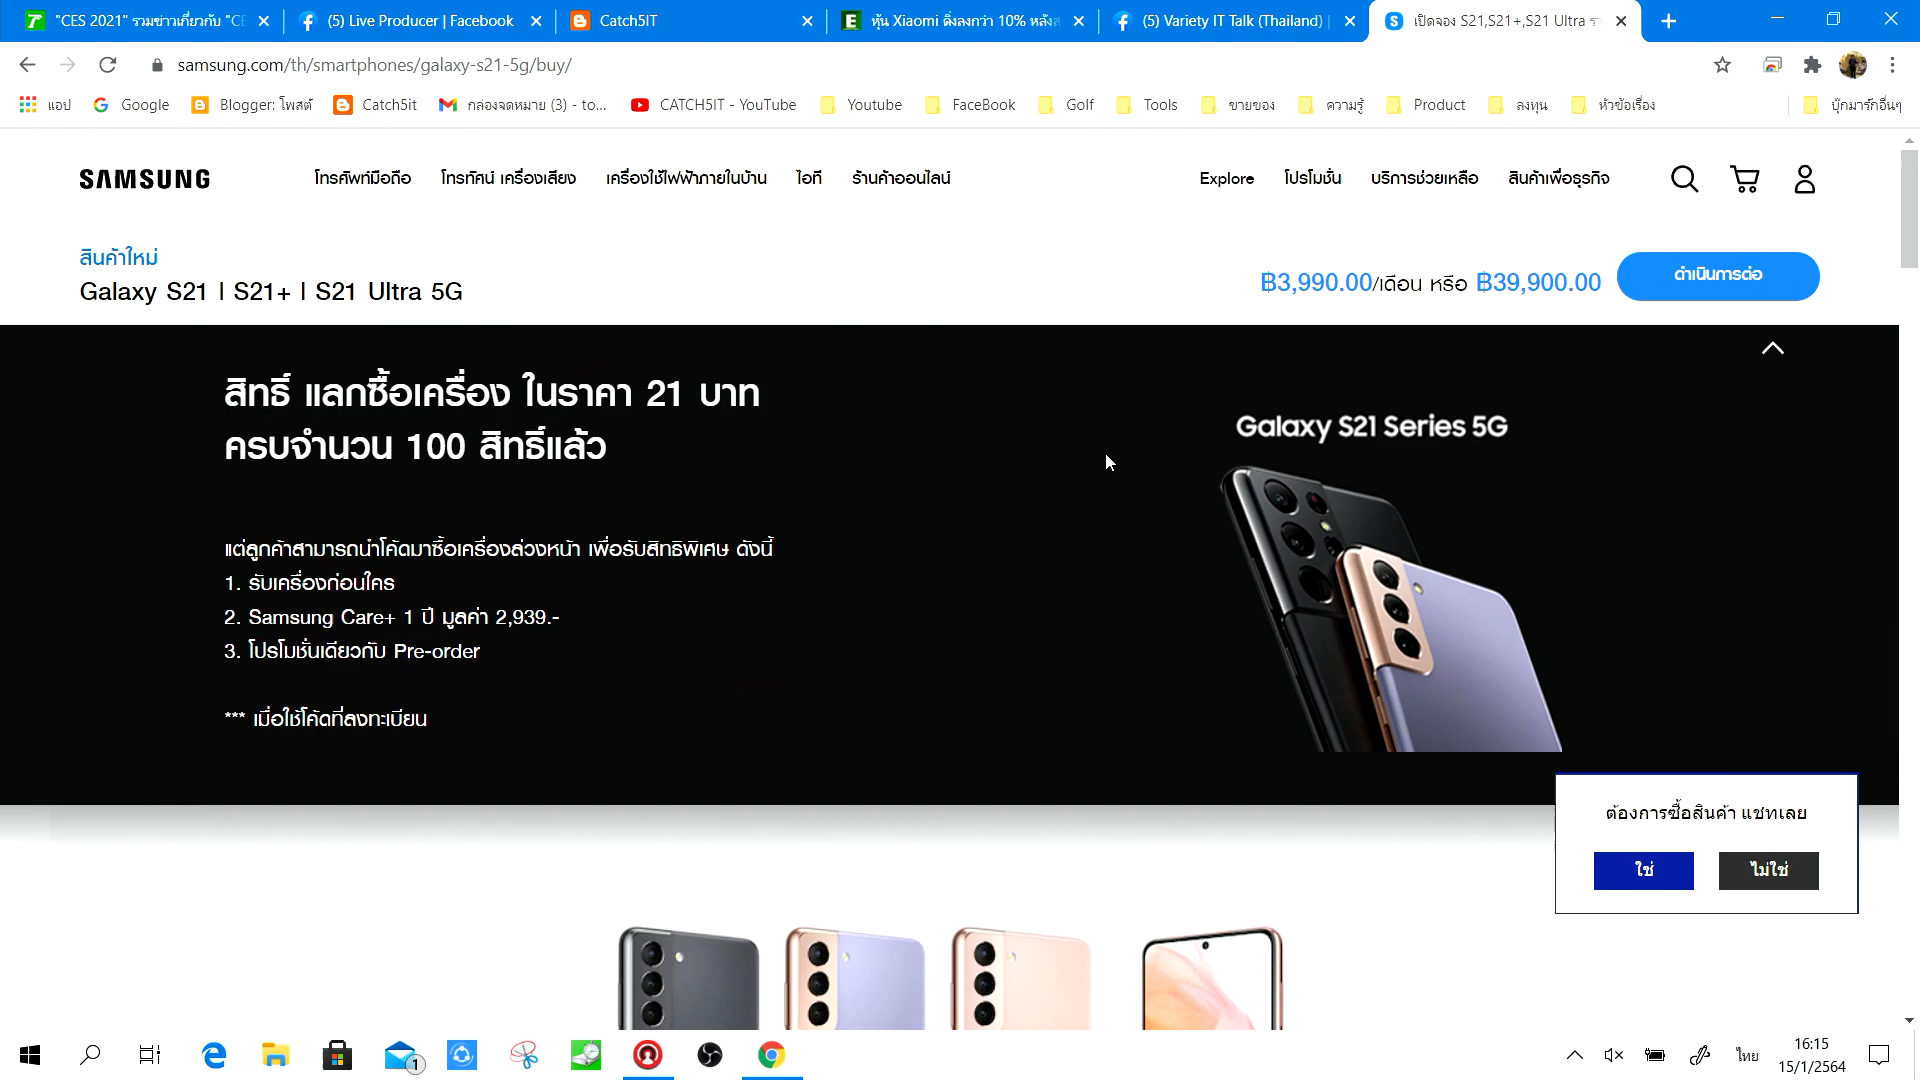 "CES 2021" รวมข่าวเกี่ยวกับ "CE
(5) Live Producer | Facebook
Catch5IT
หุ้น Xiaomi ดิ่งลงกว่า 10% หลังส
(5) Variety IT Talk (Thailand) |
เปิดจอง S21,S21+,S21 Ultra รา
samsung.com/th/smartphones/galaxy-s21-5g/buy/
แอป
Google
Blogger: โพสต์
Catch5it
กล่องจดหมาย (3) - to...
CATCH5IT - YouTube
Youtube
FaceBook
Golf
Tools
ขายของ
ความรู้
Product
ลงทุน
หัวข้อเรื่อง
บุ๊กมาร์กอื่นๆ
SAMSUNG
โทรศัพท์มือถือ
โทรทัศน์ เครื่องเสียง
เครื่องใช้ไฟฟ้าภายในบ้าน
ไอที
ร้านค้าออนไลน์
Explore
โปรโมชั่น
บริการช่วยเหลือ
สินค้าเพื่อธุรกิจ
สินค้าใหม่
Galaxy S21 | S21+ | S21 Ultra 5G
฿3,990.00/เดือน หรือ ฿39,900.00
ดำเนินการต่อ
สิทธิ์ แลกซื้อเครื่อง ในราคา 21 บาท
ครบจำนวน 100 สิทธิ์แล้ว
Galaxy S21 Series 5G
แต่ลูกค้าสามารถนำโค้ดมาซื้อเครื่องล่วงหน้า เพื่อรับสิทธิพิเศษ ดังนี้
1. รับเครื่องก่อนใคร
2. Samsung Care+ 1 ปี มูลค่า 2,939.-
3. โปรโมชั่นเดียวกับ Pre-order
*** เมื่อใช้โค้ดที่ลงทะเบียน
ต้องการซื้อสินค้า แชทเลย
ใช่
ไม่ใช่
1
ไทย
16:15
15/1/2564